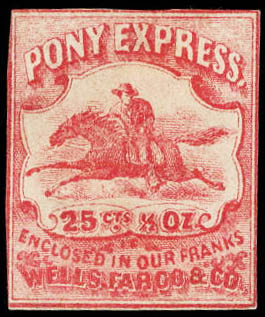 PONY EXPRESS.
25 CTS ½ OZ.
ENCLOSED IN OUR FRANKS
WELLS, FARGO & CO.